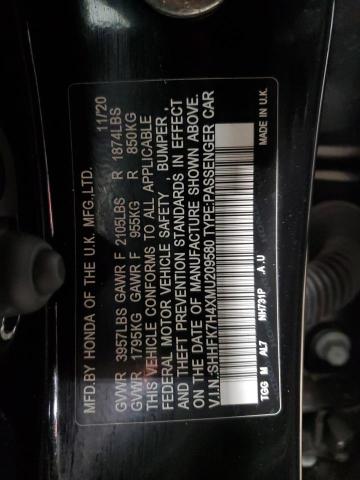 MFD.BY HONDA OF THE U.K. MFG.,LTD. 11/20
GVWR 3957LBS GAWR F 2105LBS R 1874LBS
GVWR 1795KG GAWR F 955KG R 850KG
THIS VEHICLE CONFORMS TO ALL APPLICABLE
FEDERAL MOTOR VEHICLE SAFETY BUMPER ,
AND THEFT PREVENTION STANDARDS IN EFFECT
ON THE DATE OF MANUFACTURE SHOWN ABOVE.
V.I.N.:SHHFK7H4XMU209580 TYPE:PASSENGER CAR
TGG M AL7 NH731P .A .U MADE IN U.K.